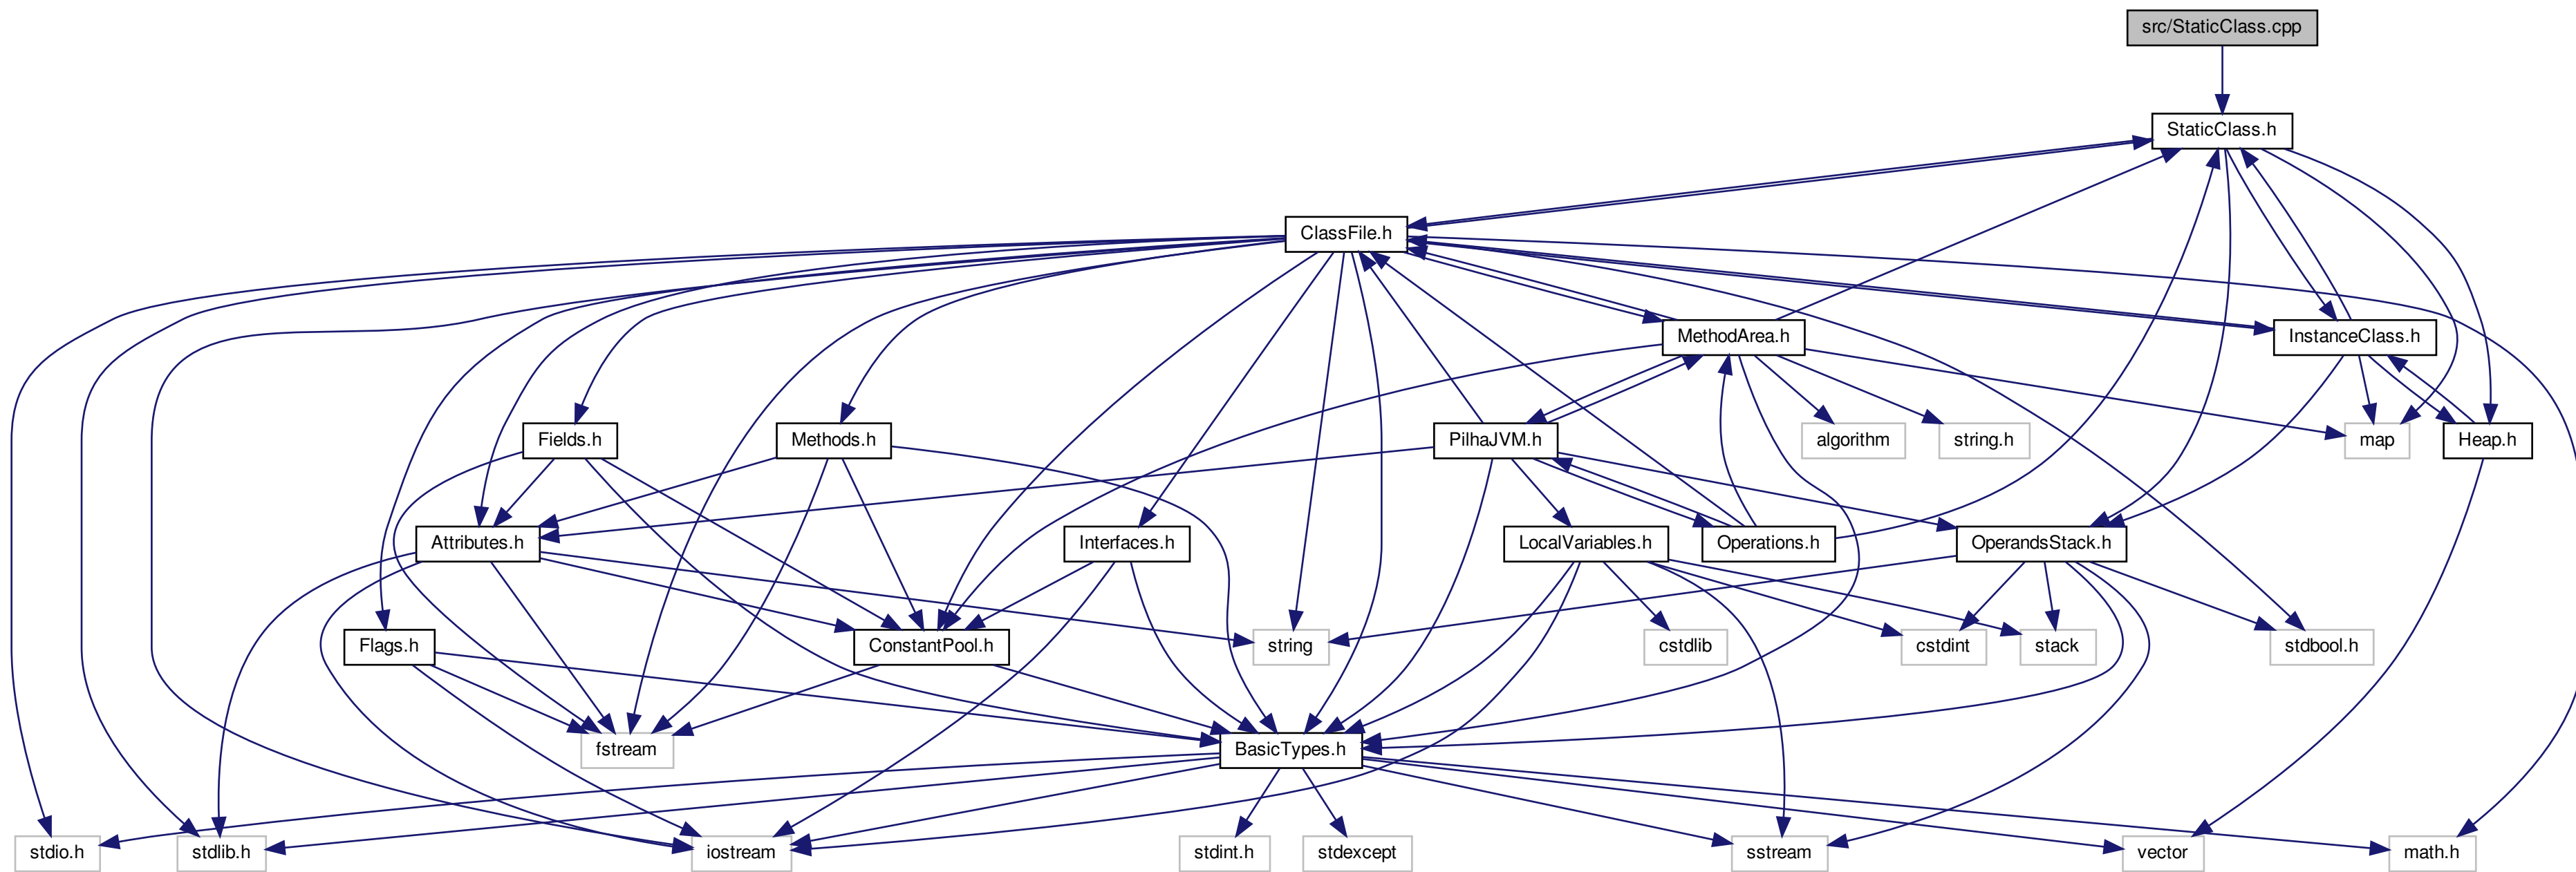 src/StaticClass.cpp
StaticClass.h
ClassFile.h
MethodArea.h
InstanceClass.h
Fields.h
Methods.h
PilhaJVM.h
algorithm
string.h
map
Heap.h
Attributes.h
Interfaces.h
LocalVariables.h
Operations.h
OperandsStack.h
Flags.h
ConstantPool.h
string
cstdlib
cstdint
stack
stdbool.h
fstream
BasicTypes.h
stdio.h
stdlib.h
iostream
stdint.h
stdexcept
sstream
vector
math.h